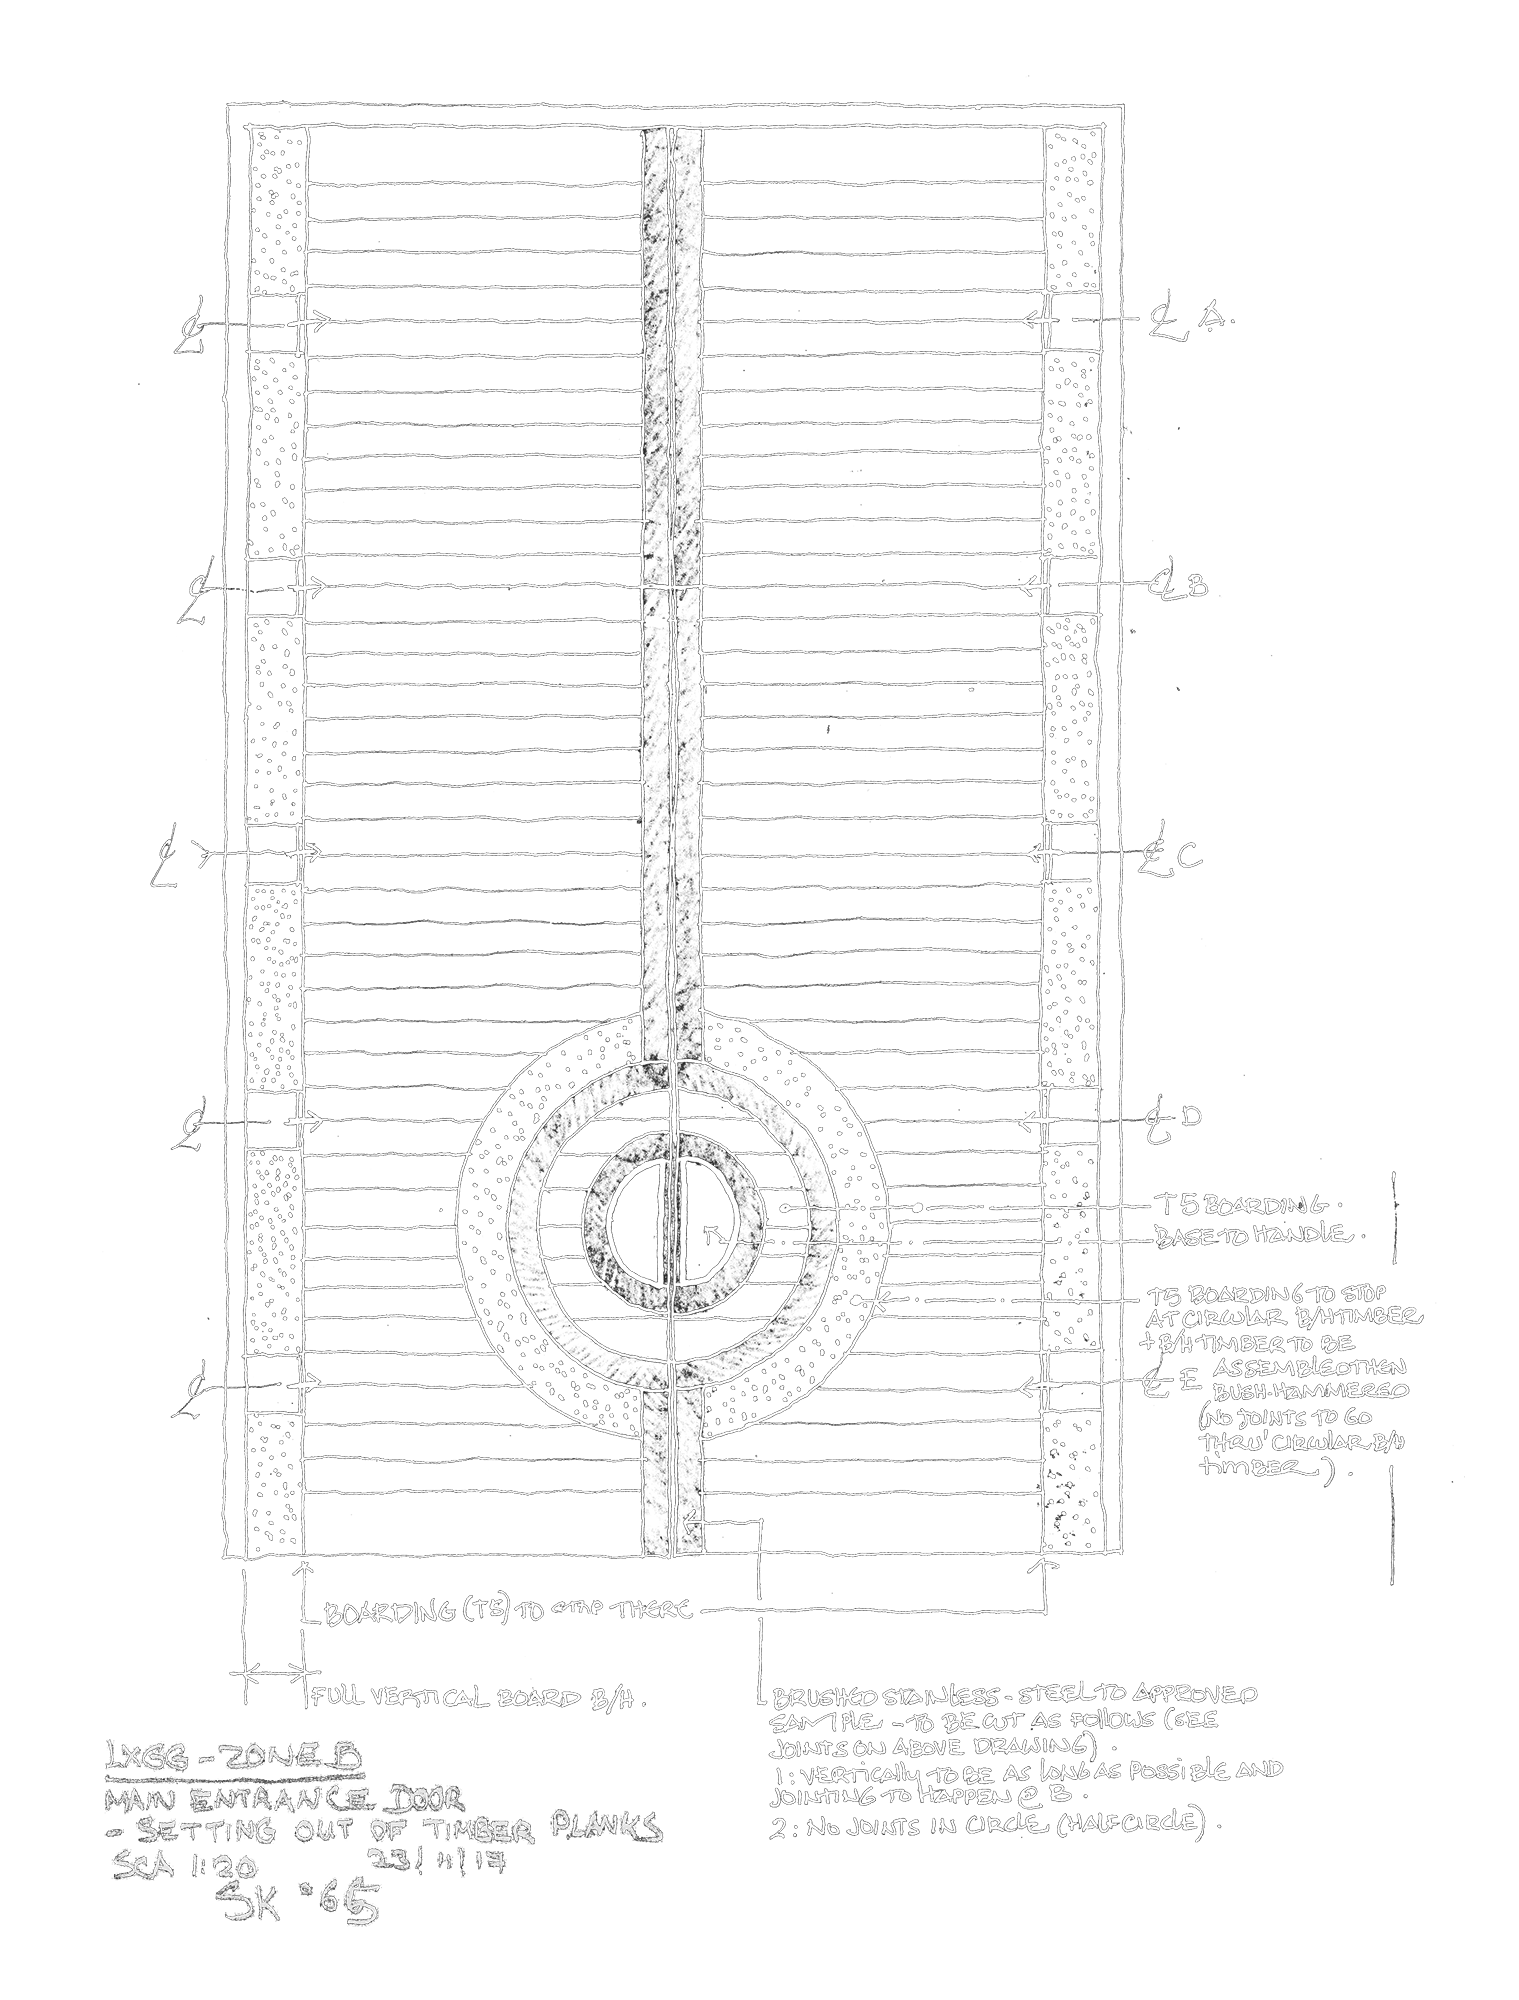 ℄
℄ A.
℄
℄ B
℄
℄ C
℄
℄ D
T5 BOARDING.
BASE TO HANDLE.
T5 BOARDING TO STOP
AT CIRCULAR B/H TIMBER
+ B/H TIMBER TO BE
ASSEMBLED THEN
BUSH-HAMMERED
(NO JOINTS TO GO
THRU' CIRCULAR B/H
TIMBER).
℄
℄ E
BOARDING (T5) TO STOP THERE
FULL VERTICAL BOARD B/H.
BRUSHED STAINLESS-STEEL TO APPROVED
SAMPLE - TO BE CUT AS FOLLOWS (SEE
JOINTS ON ABOVE DRAWING).
1: VERTICALLY TO BE AS LONG AS POSSIBLE AND
JOINTING TO HAPPEN @ B.
2: NO JOINTS IN CIRCLE (HALF CIRCLE).
LXGG - ZONE B
MAIN ENTRANCE DOOR
- SETTING OUT OF TIMBER PLANKS
SCA 1:20 23/11/17
SK